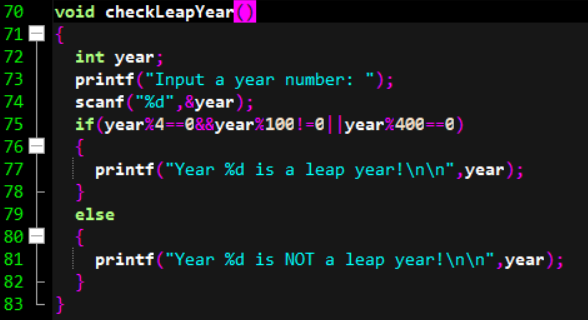 70 void checkLeapYear()
71 {
72 int year;
73 printf("Input a year number: ");
74 scanf("%d",&year);
75 if(year%4==0&&year%100!=0||year%400==0)
76 {
77 printf("Year %d is a leap year!\n\n",year);
78 }
79 else
80 {
81 printf("Year %d is NOT a leap year!\n\n",year);
82 }
83 }